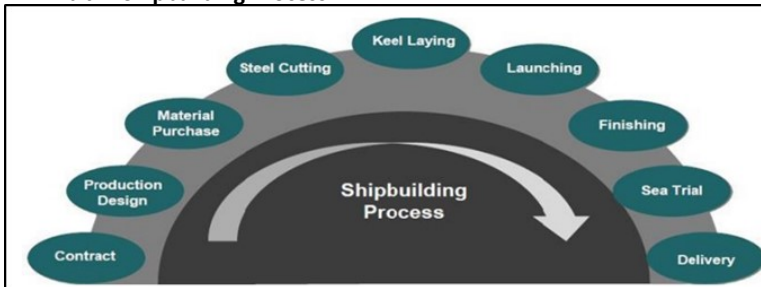 Contract
Production
Design
Material
Purchase
Steel Cutting
Keel Laying
Launching
Finishing
Sea Trial
Delivery
Shipbuilding
Process